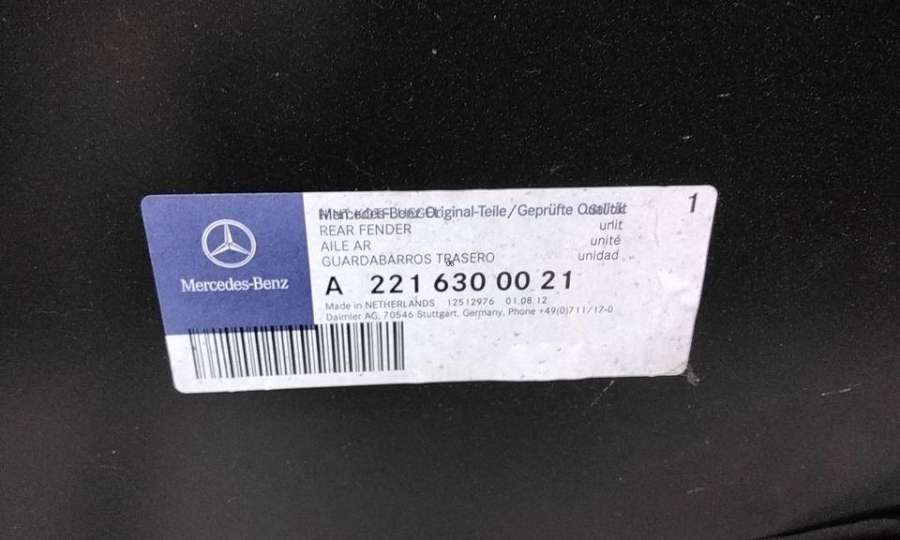 Mercedes-Benz Original-Teile/Geprüfte Qualität
1
REAR FENDER unit
AILE AR unité
GUARDABARROS TRASERO unidad
A 221 630 00 21
Mercedes-Benz
Made in NETHERLANDS 12512976 01.08.12
Daimler AG, 70546 Stuttgart, Germany, Phone +49(0)711/17-0